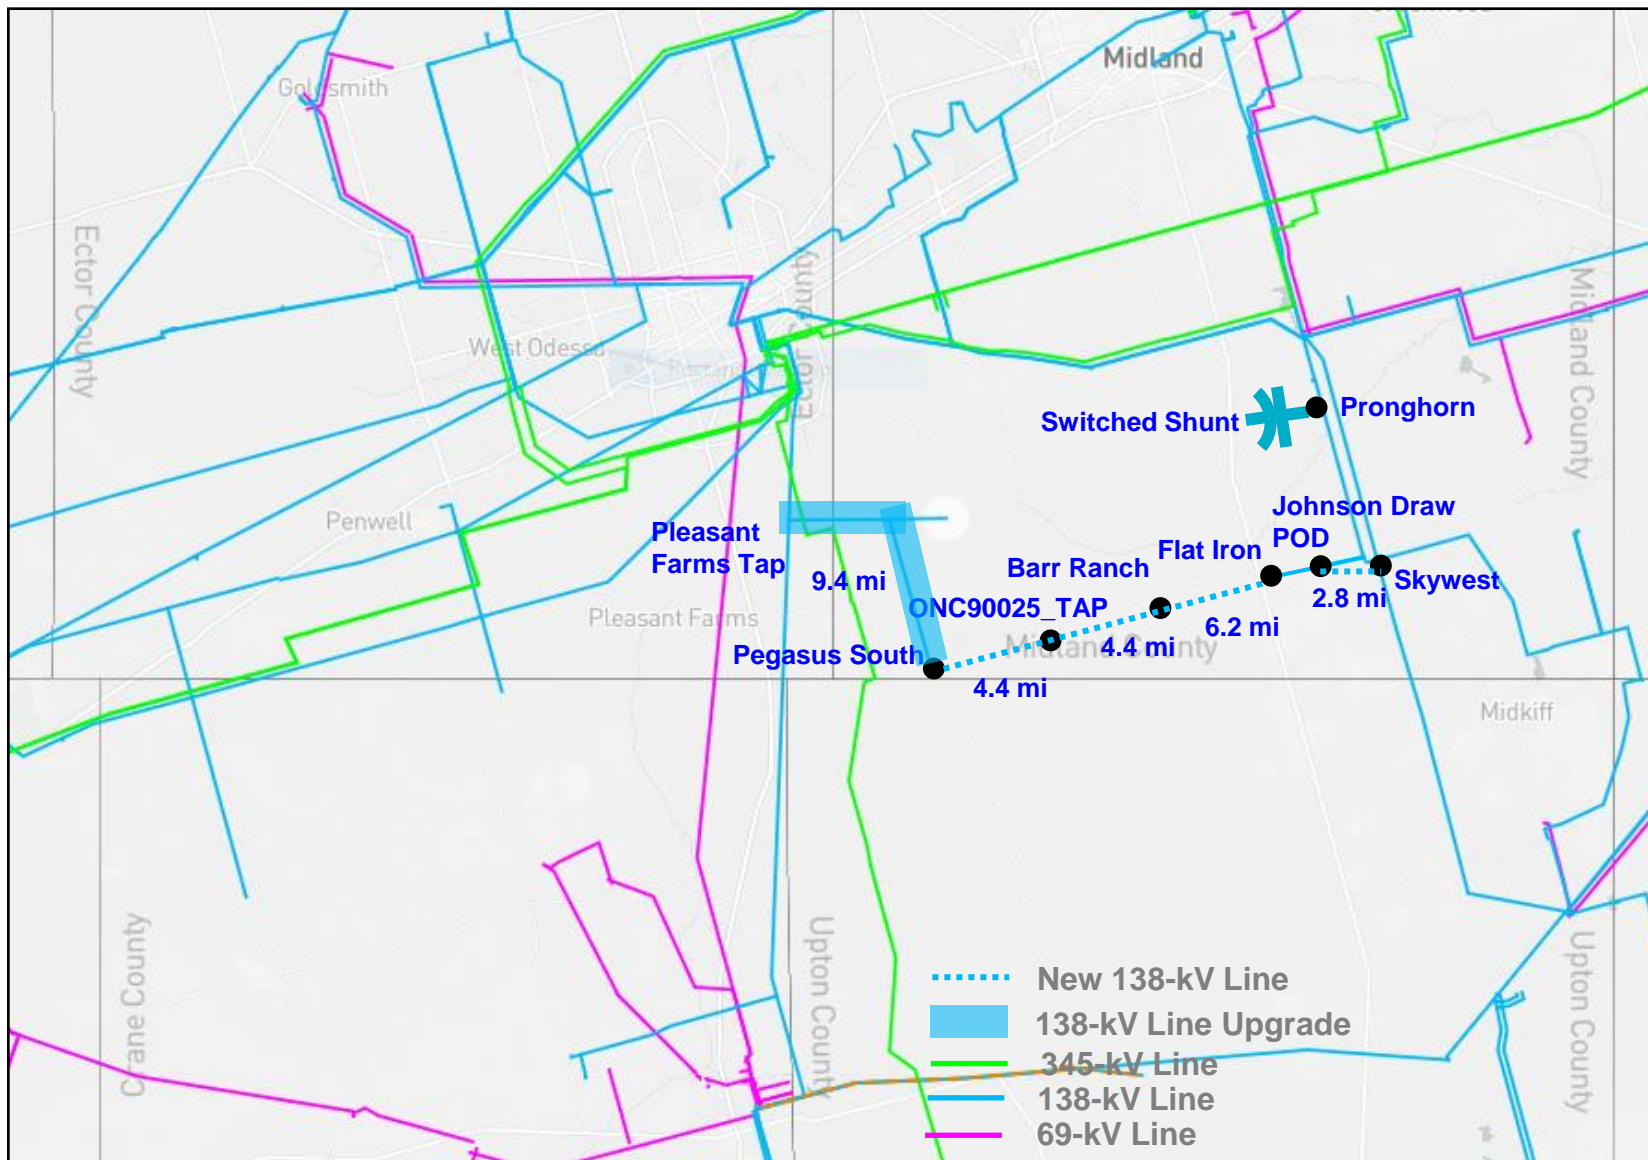 Midland
Goldsmith
Ector County
Ector County
Midland County
West Odessa
Switched Shunt
Pronghorn
Penwell
Pleasant
Farms Tap
9.4 mi
Johnson Draw
POD
Flat Iron
Barr Ranch
Skywest
2.8 mi
ONC90025_TAP
6.2 mi
Pleasant Farms
4.4 mi
Midland County
Pegasus South
4.4 mi
Midkiff
Crane County
Upton County
Upton County
New 138-kV Line
138-kV Line Upgrade
345-kV Line
138-kV Line
69-kV Line